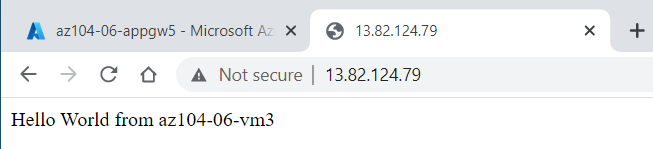 az104-06-appgw5 - Microsoft Az
13.82.124.79
Not secure
13.82.124.79
Hello World from az104-06-vm3